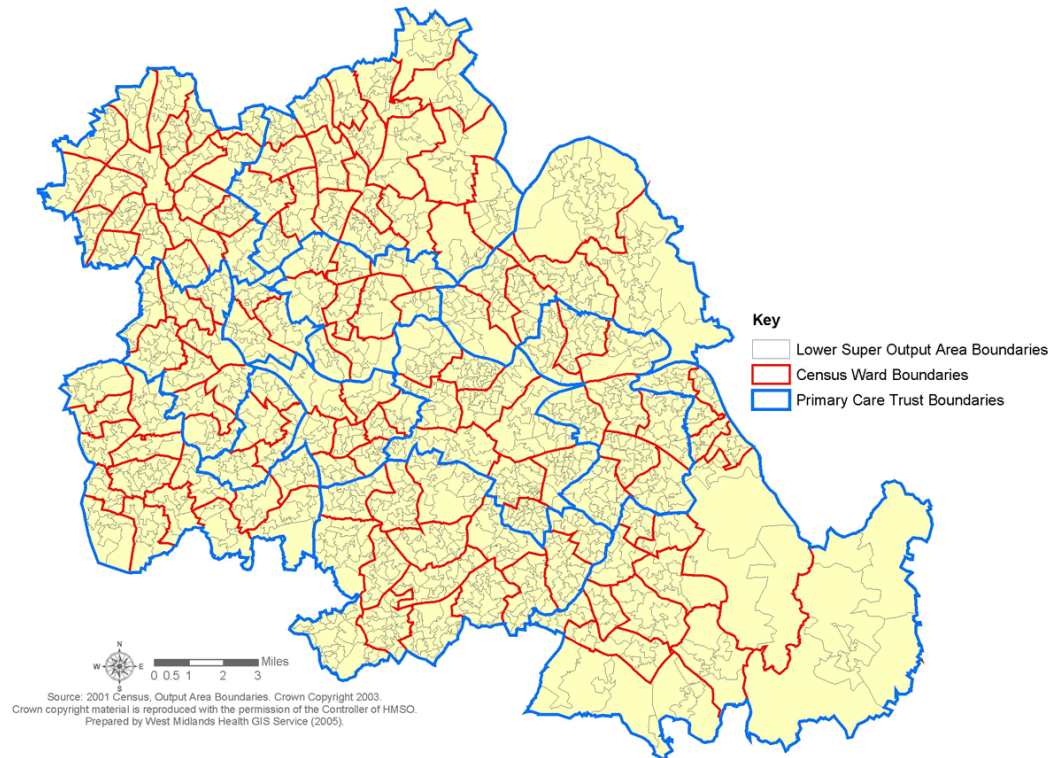 Key
Lower Super Output Area Boundaries
Census Ward Boundaries
Primary Care Trust Boundaries
N
W E
S
0 0.5 1 2 3 Miles
Source: 2001 Census, Output Area Boundaries. Crown Copyright 2003.
Crown copyright material is reproduced with the permission of the Controller of HMSO.
Prepared by West Midlands Health GIS Service (2005).